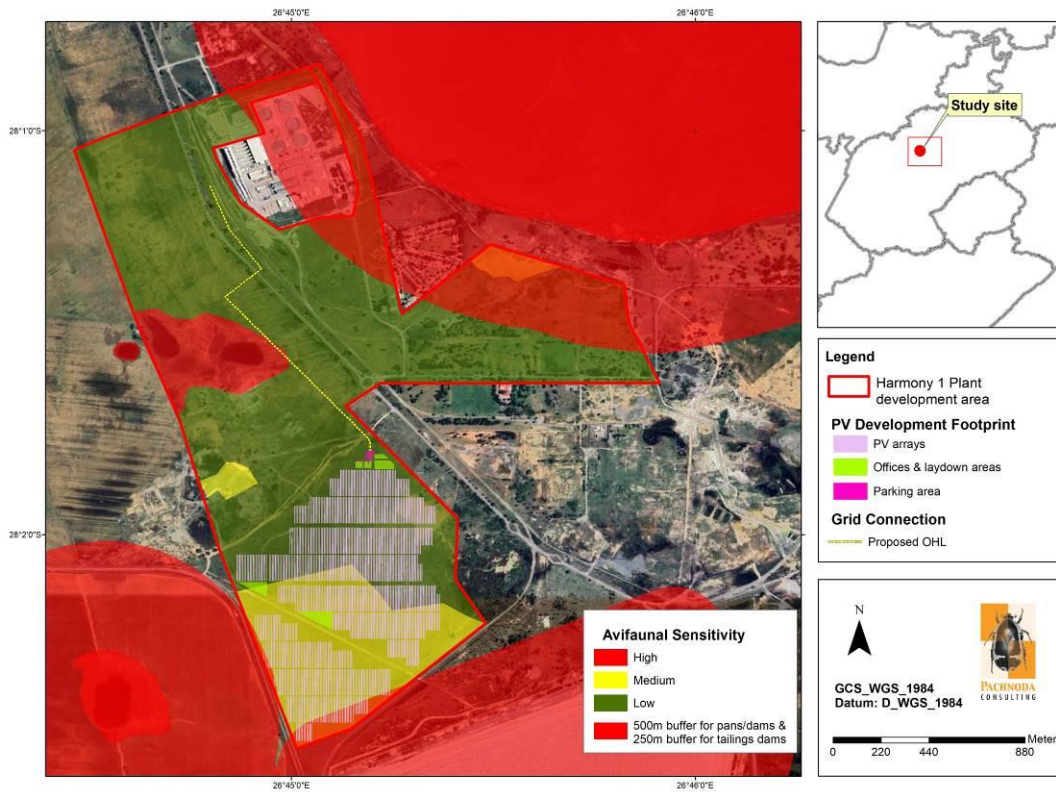 26°45'0"E
26°46'0"E
28°1'0"S
28°2'0"S
26°45'0"E
26°46'0"E
Avifaunal Sensitivity
High
Medium
Low
500m buffer for pans/dams &
250m buffer for tailings dams
Study site
Legend
Harmony 1 Plant
development area
PV Development Footprint
PV arrays
Offices & laydown areas
Parking area
Grid Connection
Proposed OHL
N
GCS_WGS_1984
Datum: D_WGS_1984
PACHNODA
CONSULTING
0 220 440 880
Meter